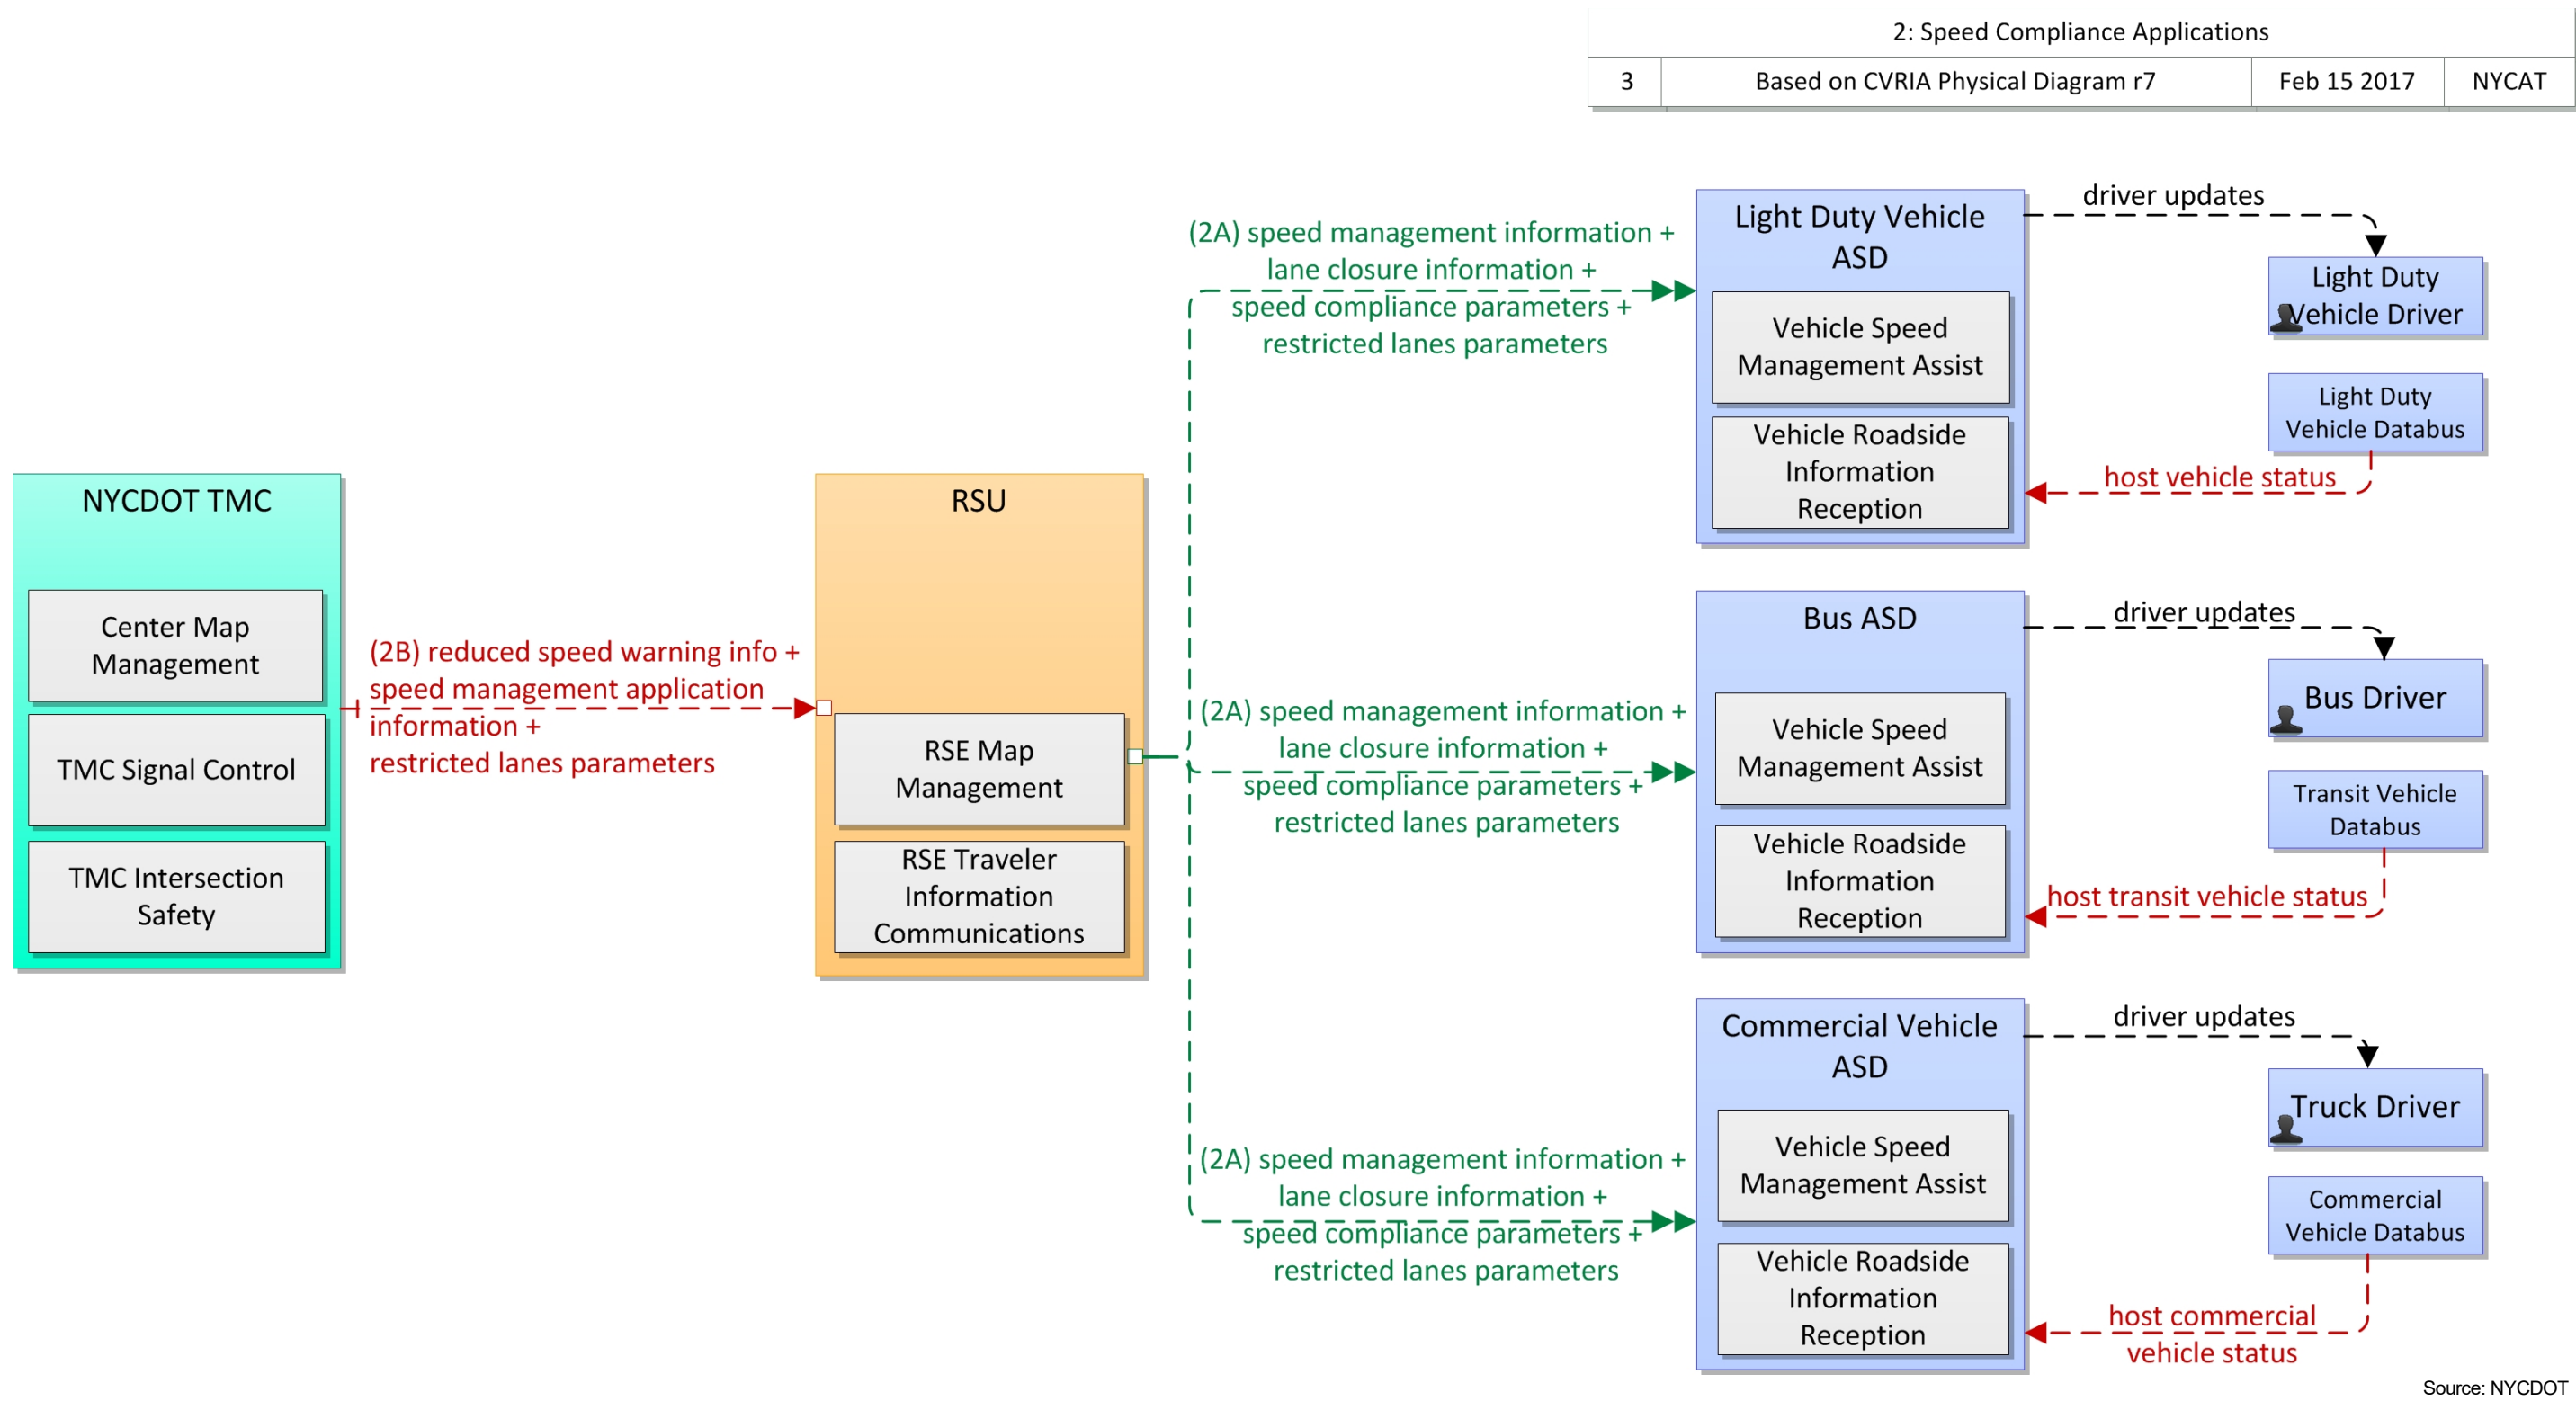 2: Speed Compliance Applications
3 Based on CVRIA Physical Diagram r7 Feb 15 2017 NYCAT
NYCDOT TMC
Center Map
Management
TMC Signal Control
TMC Intersection
Safety
(2B) reduced speed warning info +
speed management application
information +
restricted lanes parameters
RSU
RSE Map
Management
RSE Traveler
Information
Communications
(2A) speed management information +
lane closure information +
speed compliance parameters +
restricted lanes parameters
Light Duty Vehicle
ASD
Vehicle Speed
Management Assist
Vehicle Roadside
Information
Reception
driver updates
Light Duty
Vehicle Driver
Light Duty
Vehicle Databus
host vehicle status
(2A) speed management information +
lane closure information +
speed compliance parameters +
restricted lanes parameters
Bus ASD
Vehicle Speed
Management Assist
Vehicle Roadside
Information
Reception
driver updates
Bus Driver
Transit Vehicle
Databus
host transit vehicle status
(2A) speed management information +
lane closure information +
speed compliance parameters +
restricted lanes parameters
Commercial Vehicle
ASD
Vehicle Speed
Management Assist
Vehicle Roadside
Information
Reception
driver updates
Truck Driver
Commercial
Vehicle Databus
host commercial
vehicle status
Source: NYCDOT